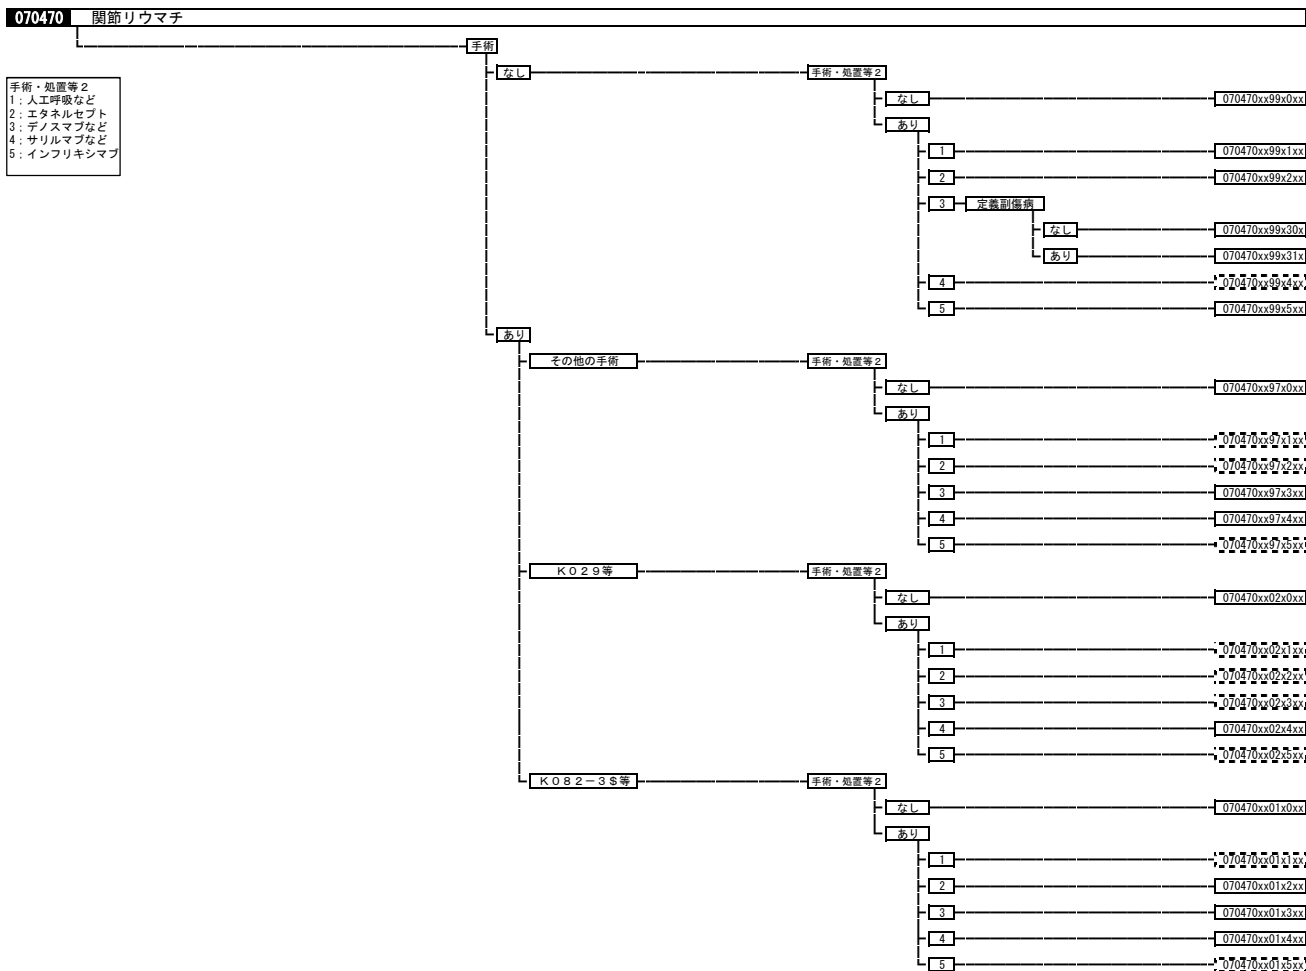 070470 関節リウマチ
手術
なし 手術・処置等2
手術・処置等2
1:人工呼吸など
2:エタネルセプト
3:デノスマブなど
4:サリルマブなど
5:インフリキシマブ
なし 070470xx99x0xx
あり
1 070470xx99x1xx
2 070470xx99x2xx
3 定義副傷病
なし 070470xx99x30x
あり 070470xx99x31x
4 070470xx99x4xx
5 070470xx99x5xx
あり
その他の手術 手術・処置等2
なし 070470xx97x0xx
あり
1 070470xx97x1xx
2 070470xx97x2xx
3 070470xx97x3xx
4 070470xx97x4xx
5 070470xx97x5xx
K029等 手術・処置等2
なし 070470xx02x0xx
あり
1 070470xx02x1xx
2 070470xx02x2xx
3 070470xx02x3xx
4 070470xx02x4xx
5 070470xx02x5xx
K082-3$等 手術・処置等2
なし 070470xx01x0xx
あり
1 070470xx01x1xx
2 070470xx01x2xx
3 070470xx01x3xx
4 070470xx01x4xx
5 070470xx01x5xx